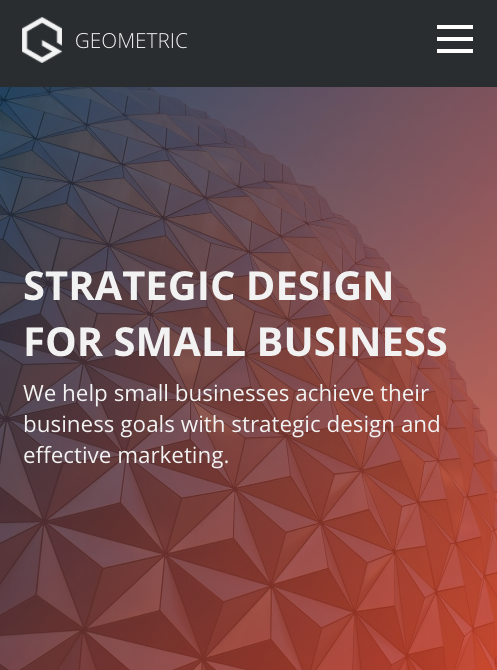 GEOMETRIC
STRATEGIC DESIGN
FOR SMALL BUSINESS
We help small businesses achieve their
business goals with strategic design and
effective marketing.